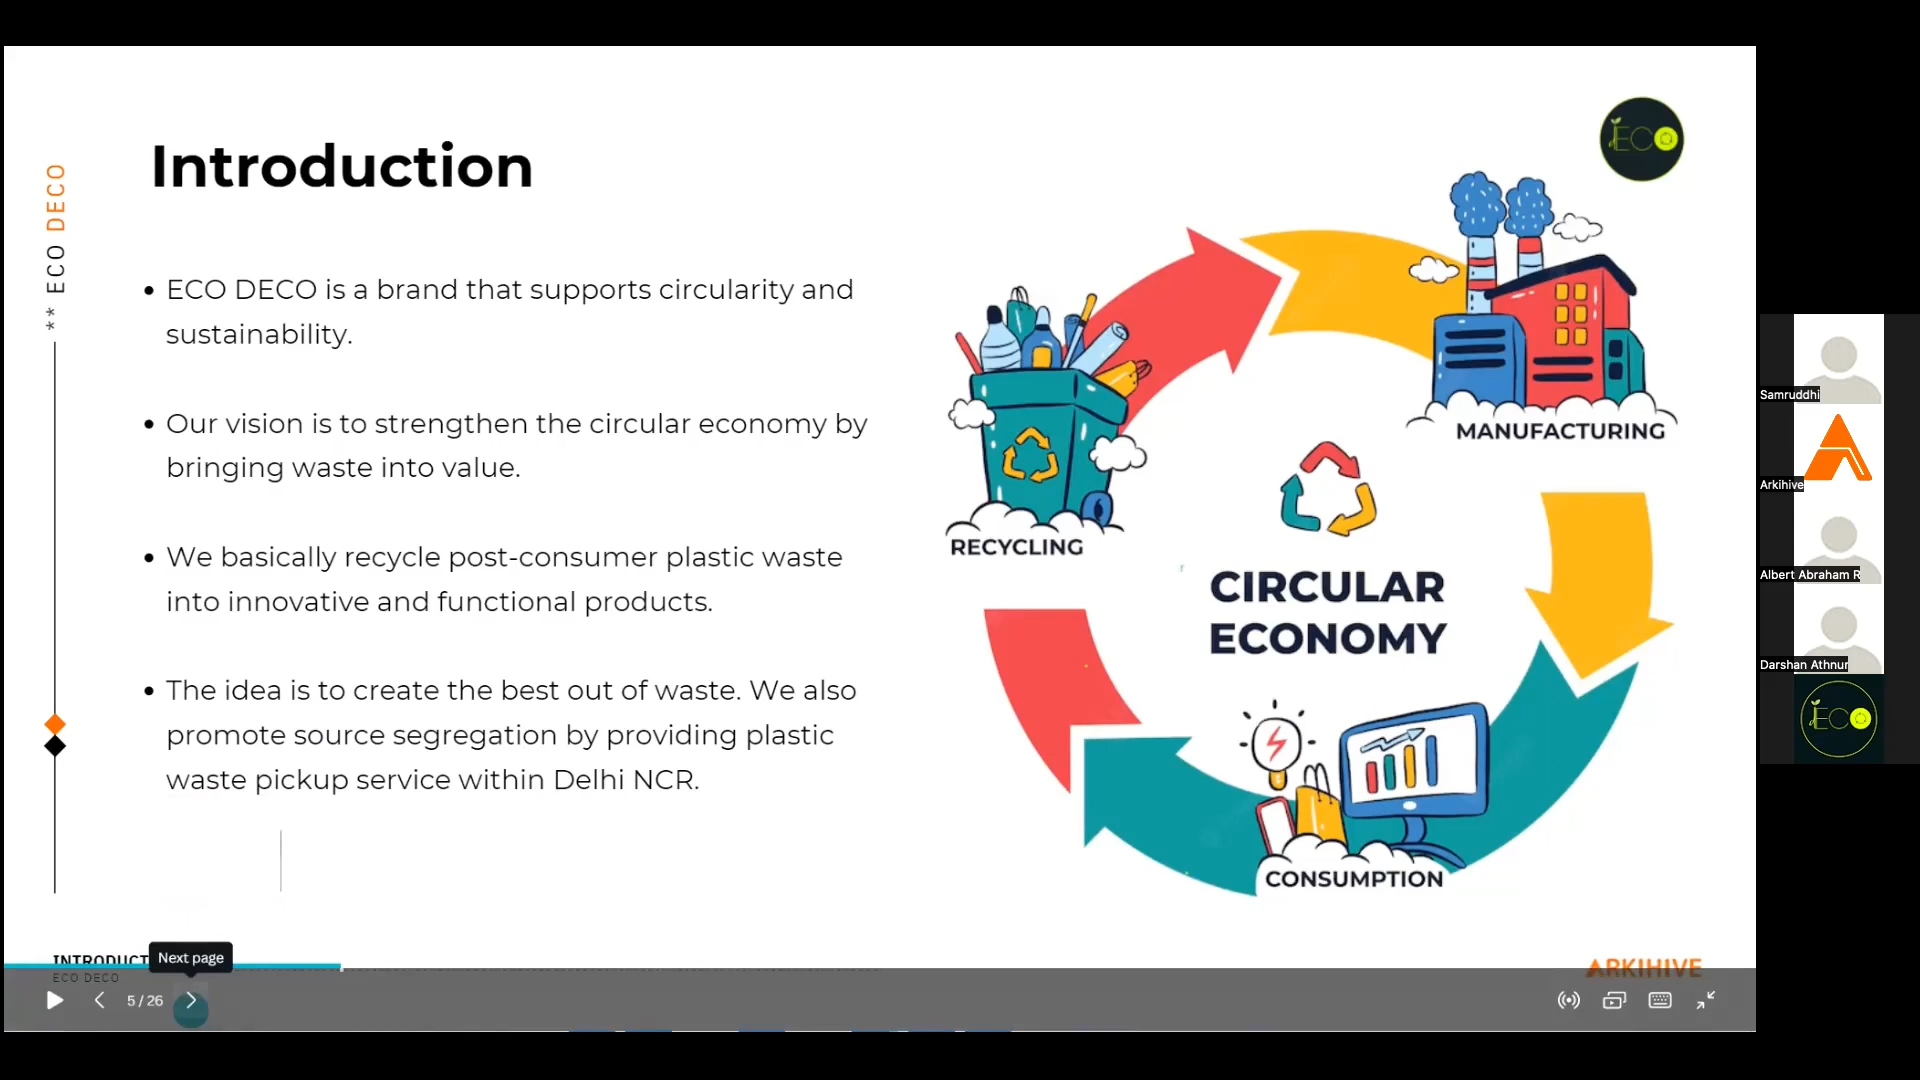 Introduction
** ECO DECO
• ECO DECO is a brand that supports circularity and
sustainability.
• Our vision is to strengthen the circular economy by
bringing waste into value.
• We basically recycle post-consumer plastic waste
into innovative and functional products.
• The idea is to create the best out of waste. We also
promote source segregation by providing plastic
waste pickup service within Delhi NCR.
dECO
MANUFACTURING
RECYCLING
CIRCULAR
ECONOMY
CONSUMPTION
INTRODUCT
ECO DECO
Next page
ARKIHIVE
5 / 26
Samruddhi
Arkihive
Albert Abraham R
Darshan Athnur
dECO